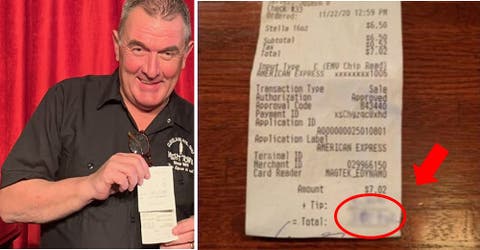 NIGHT TOWN
Check #33
Ordered: 11/22/20 12:59 PM
$6.50
Stella 16oz
Subtotal $6.50
Tax $0.52
Total $7.02
Input Type C (EMV Chip Read)
AMERICAN EXPRESS xxxxxxxx1006
Transaction Type Sale
Authorization Approved
Approval Code 843440
Payment ID
Application ID
A000000025010801
Application Label
AMERICAN EXPRESS
Terminal ID
Merchant ID 029966150
Card Reader MAGTEK_EDYNAMO
Amount $7.02
+ Tip:
= Total: